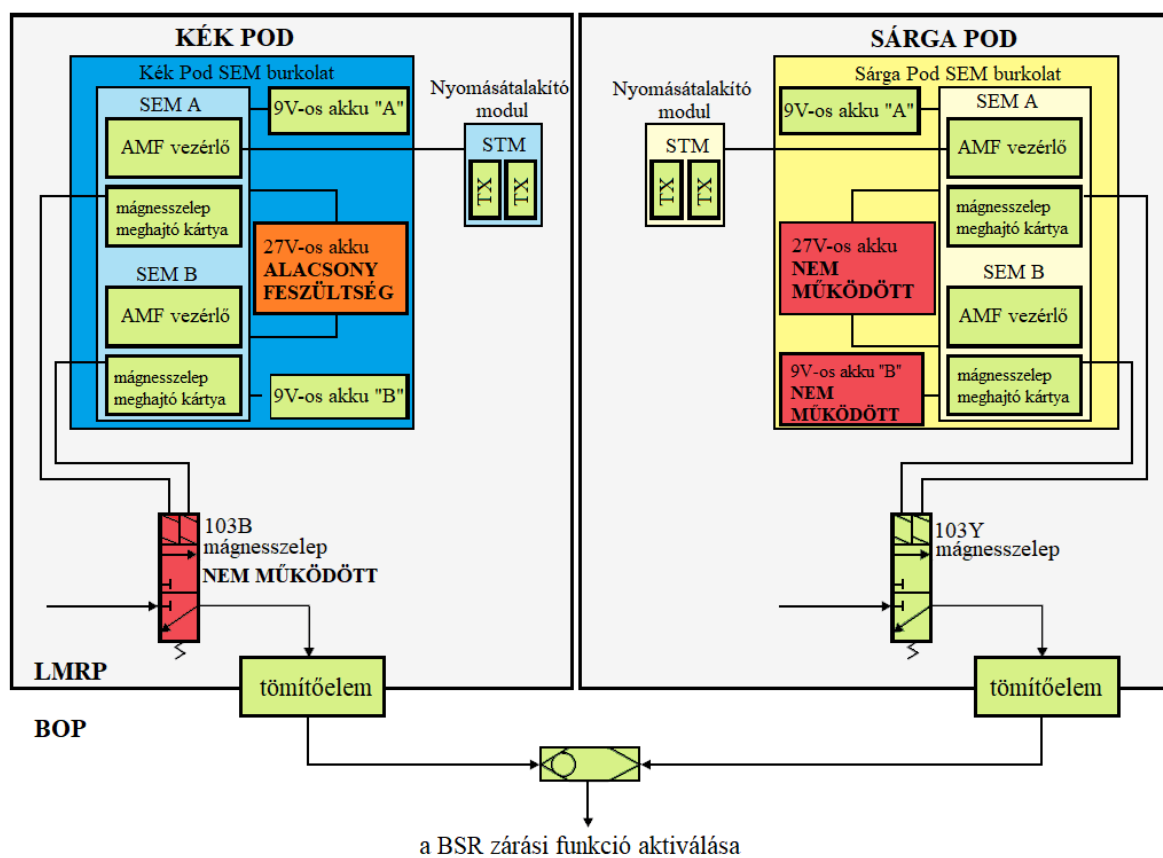 KÉK POD
Kék Pod SEM burkolat
SEM A
9V-os akku "A"
AMF vezérlő
mágnesszelep
meghajtó kártya
27V-os akku
ALACSONY
FESZÜLTSÉG
SEM B
AMF vezérlő
mágnesszelep
meghajtó kártya
9V-os akku "B"
Nyomásátalakító
modul
STM
TX
TX
103B
mágnesszelep
NEM MŰKÖDÖTT
LMRP
tömítőelem
SÁRGA POD
Sárga Pod SEM burkolat
Nyomásátalakító
modul
STM
TX
TX
9V-os akku "A"
SEM A
AMF vezérlő
mágnesszelep
meghajtó kártya
27V-os akku
NEM
MŰKÖDÖTT
SEM B
AMF vezérlő
9V-os akku "B"
NEM
MŰKÖDÖTT
mágnesszelep
meghajtó kártya
103Y
mágnesszelep
tömítőelem
BOP
a BSR zárási funkció aktiválása